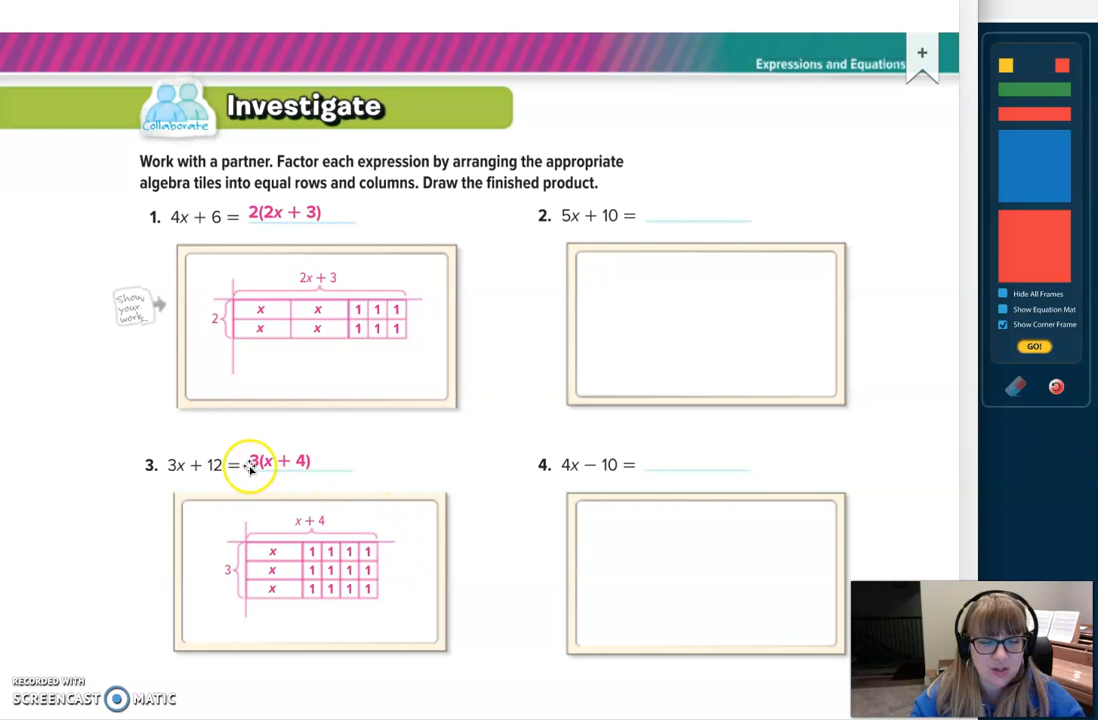 Expressions and Equations
+
Collaborate
Investigate
Work with a partner. Factor each expression by arranging the appropriate
algebra tiles into equal rows and columns. Draw the finished product.
1. 4x + 6 = 2(2x + 3)
2. 5x + 10 =
Show
your
work.
2x + 3
2
x x 1 1 1
x x 1 1 1
3. 3x + 12 = 3(x + 4)
4. 4x − 10 =
x + 4
3
x 1 1 1 1
x 1 1 1 1
x 1 1 1 1
Hide All Frames
Show Equation Mat
Show Corner Frame
GO!
RECORDED WITH
SCREENCAST MATIC